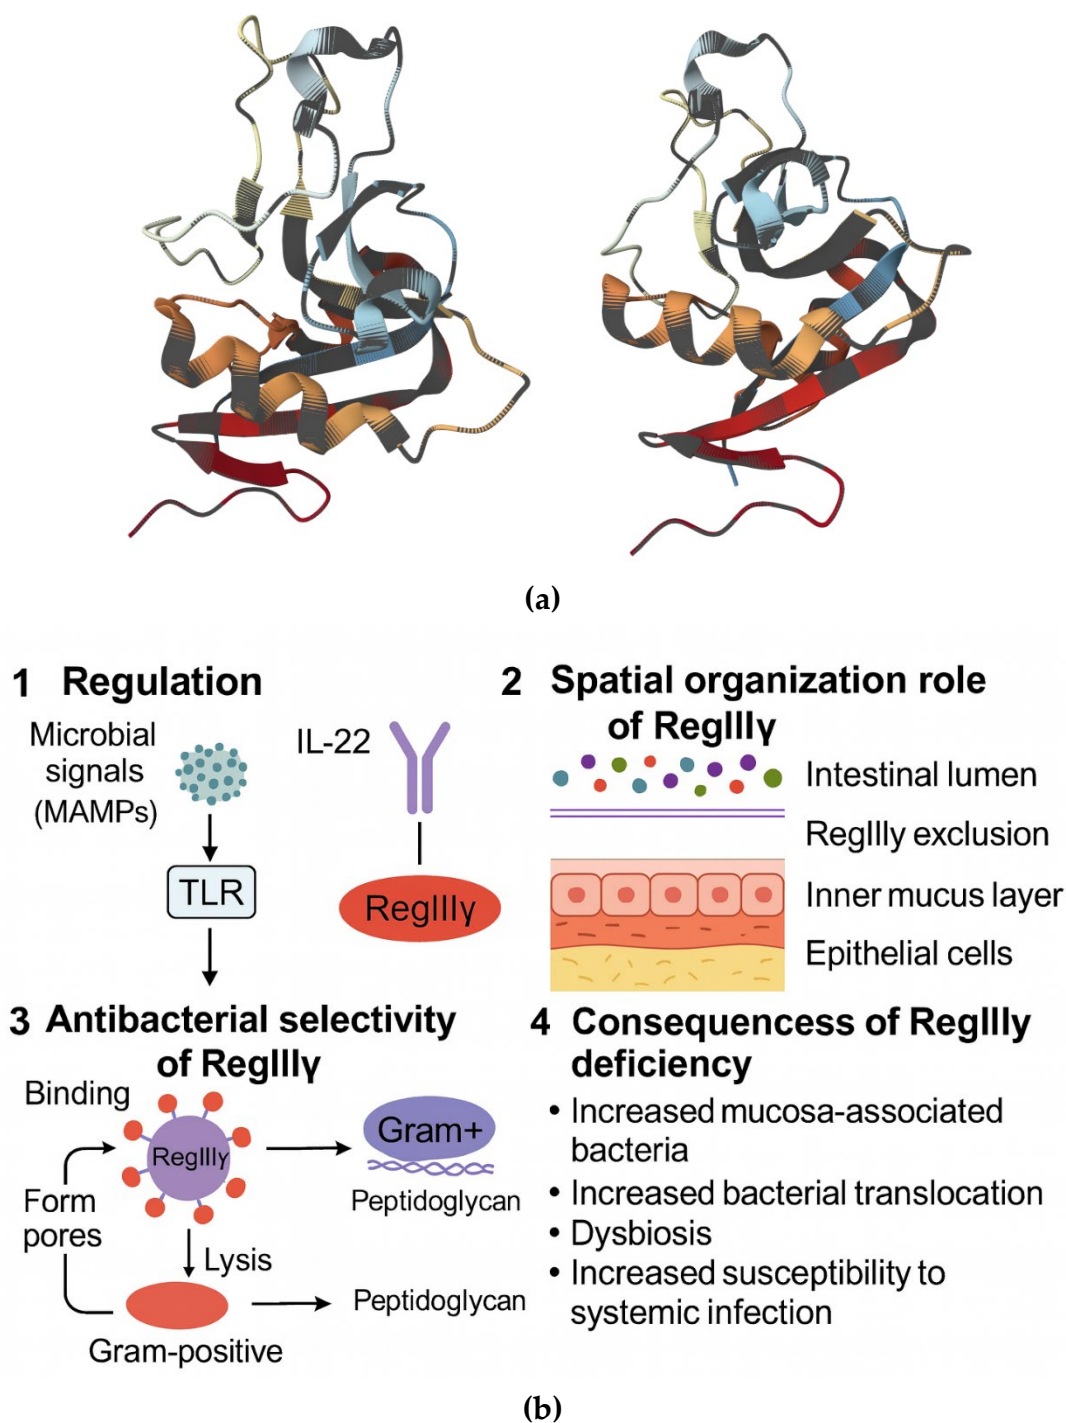 (a)
1 Regulation
Microbial
signals
(MAMPs)
TLR
IL-22
RegIIIγ
2 Spatial organization role
of RegIIIγ
Intestinal lumen
RegIIIy exclusion
Inner mucus layer
Epithelial cells
3 Antibacterial selectivity
of RegIIIγ
Binding
RegIIIγ
Gram+
Peptidoglycan
Form
pores
Lysis
Peptidoglycan
Gram-positive
4 Consequencess of RegIIIy
deficiency
• Increased mucosa-associated
bacteria
• Increased bacterial translocation
• Dysbiosis
• Increased susceptibility to
systemic infection
(b)